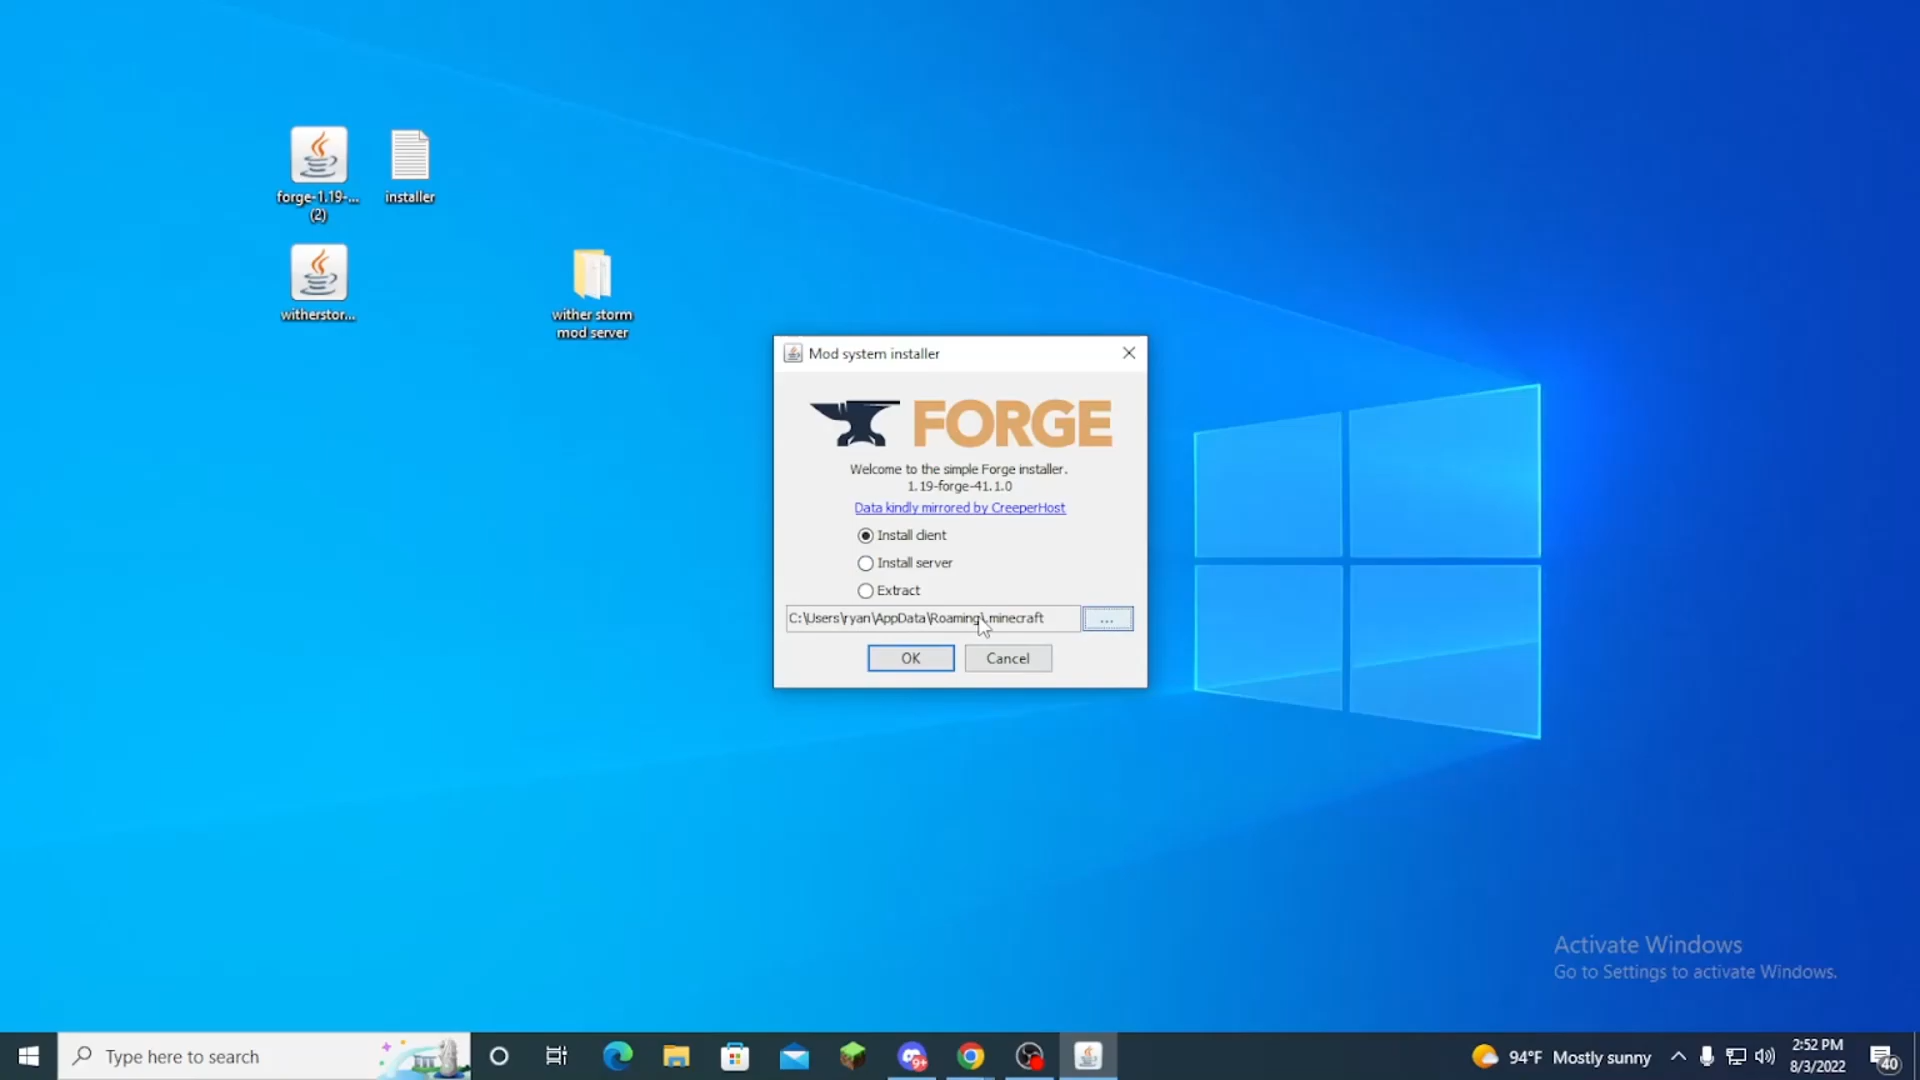 forge-1.19-...
(2)
installer
witherstor...
wither storm
mod server
Mod system installer
FORGE
Welcome to the simple Forge installer.
1.19-forge-41.1.0
Data kindly mirrored by CreeperHost
Install client
Install server
Extract
C:\Users\ryan\AppData\Roaming\.minecraft
...
OK
Cancel
Activate Windows
Go to Settings to activate Windows.
Type here to search
9+
94°F Mostly sunny
2:52 PM
8/3/2022
40